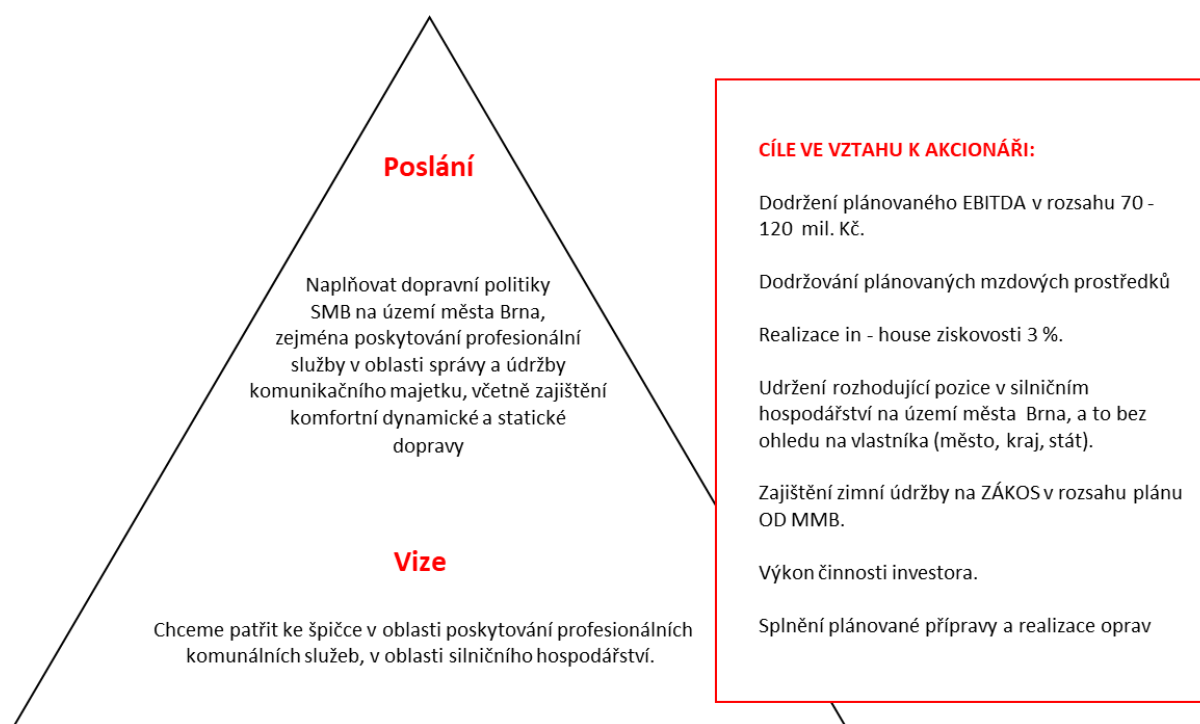 Poslání
Naplňovat dopravní politiky
SMB na území města Brna,
zejména poskytování profesionální
služby v oblasti správy a údržby
komunikačního majetku, včetně zajištění
komfortní dynamické a statické
dopravy
Vize
Chceme patřit ke špičce v oblasti poskytování profesionálních
komunálních služeb, v oblasti silničního hospodářství.
CÍLE VE VZTAHU K AKCIONÁŘI:
Dodržení plánovaného EBITDA v rozsahu 70 -
120 mil. Kč.
Dodržování plánovaných mzdových prostředků
Realizace in - house ziskovosti 3 %.
Udržení rozhodující pozice v silničním
hospodářství na území města Brna, a to bez
ohledu na vlastníka (město, kraj, stát).
Zajištění zimní údržby na ZÁKOS v rozsahu plánu
OD MMB.
Výkon činnosti investora.
Splnění plánované přípravy a realizace oprav